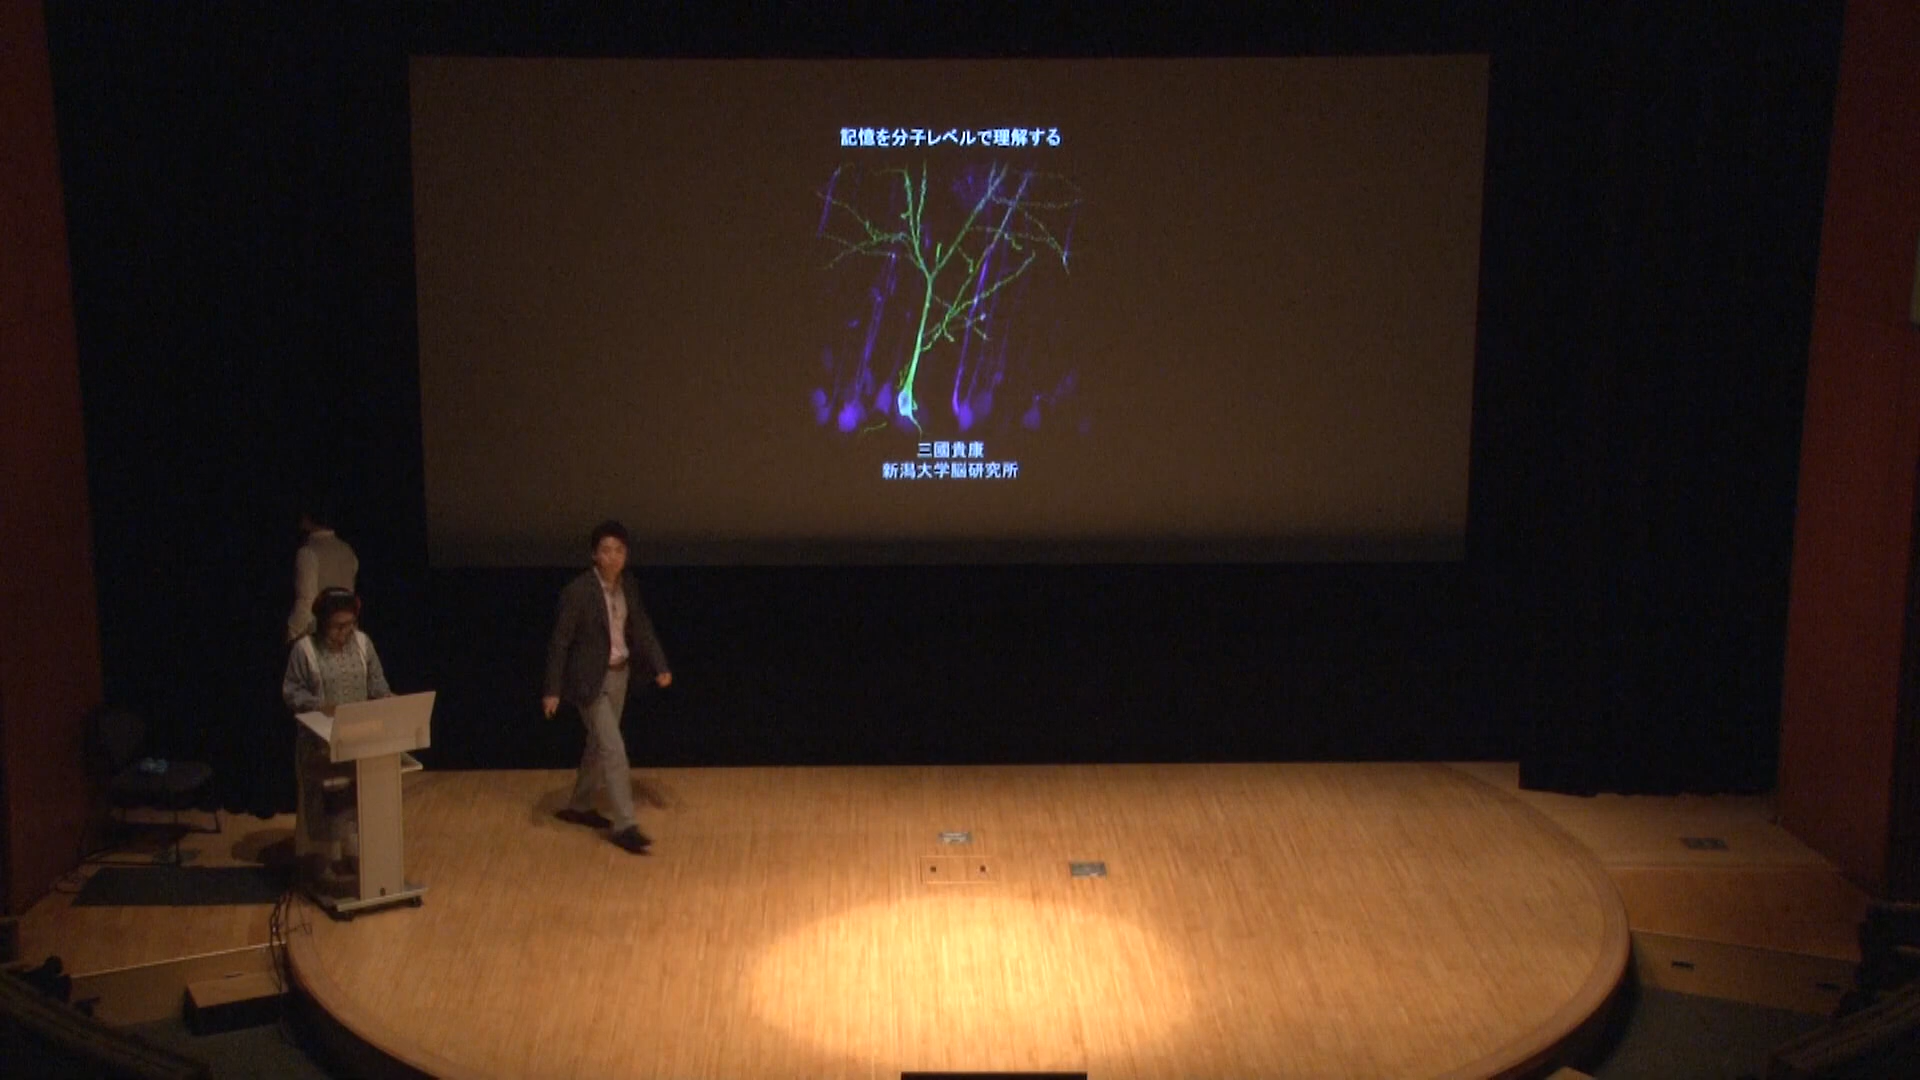 記憶を分子レベルで理解する
三國貴康
新潟大学脳研究所